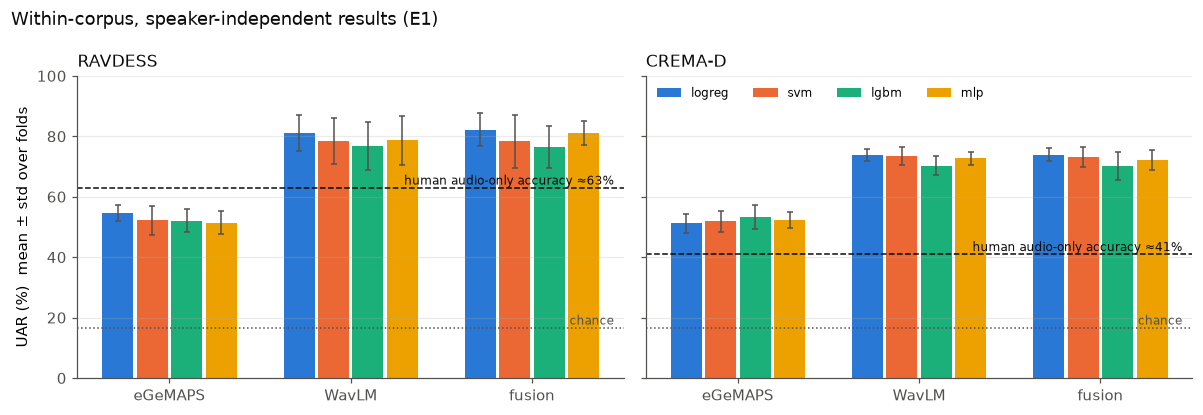 Within-corpus, speaker-independent results (E1)
RAVDESS
UAR (%)  mean ± std over folds
100
80
60
40
20
0
human audio-only accuracy ≈63%
chance
eGeMAPS
WavLM
fusion
CREMA-D
logreg
svm
lgbm
mlp
human audio-only accuracy ≈41%
chance
eGeMAPS
WavLM
fusion